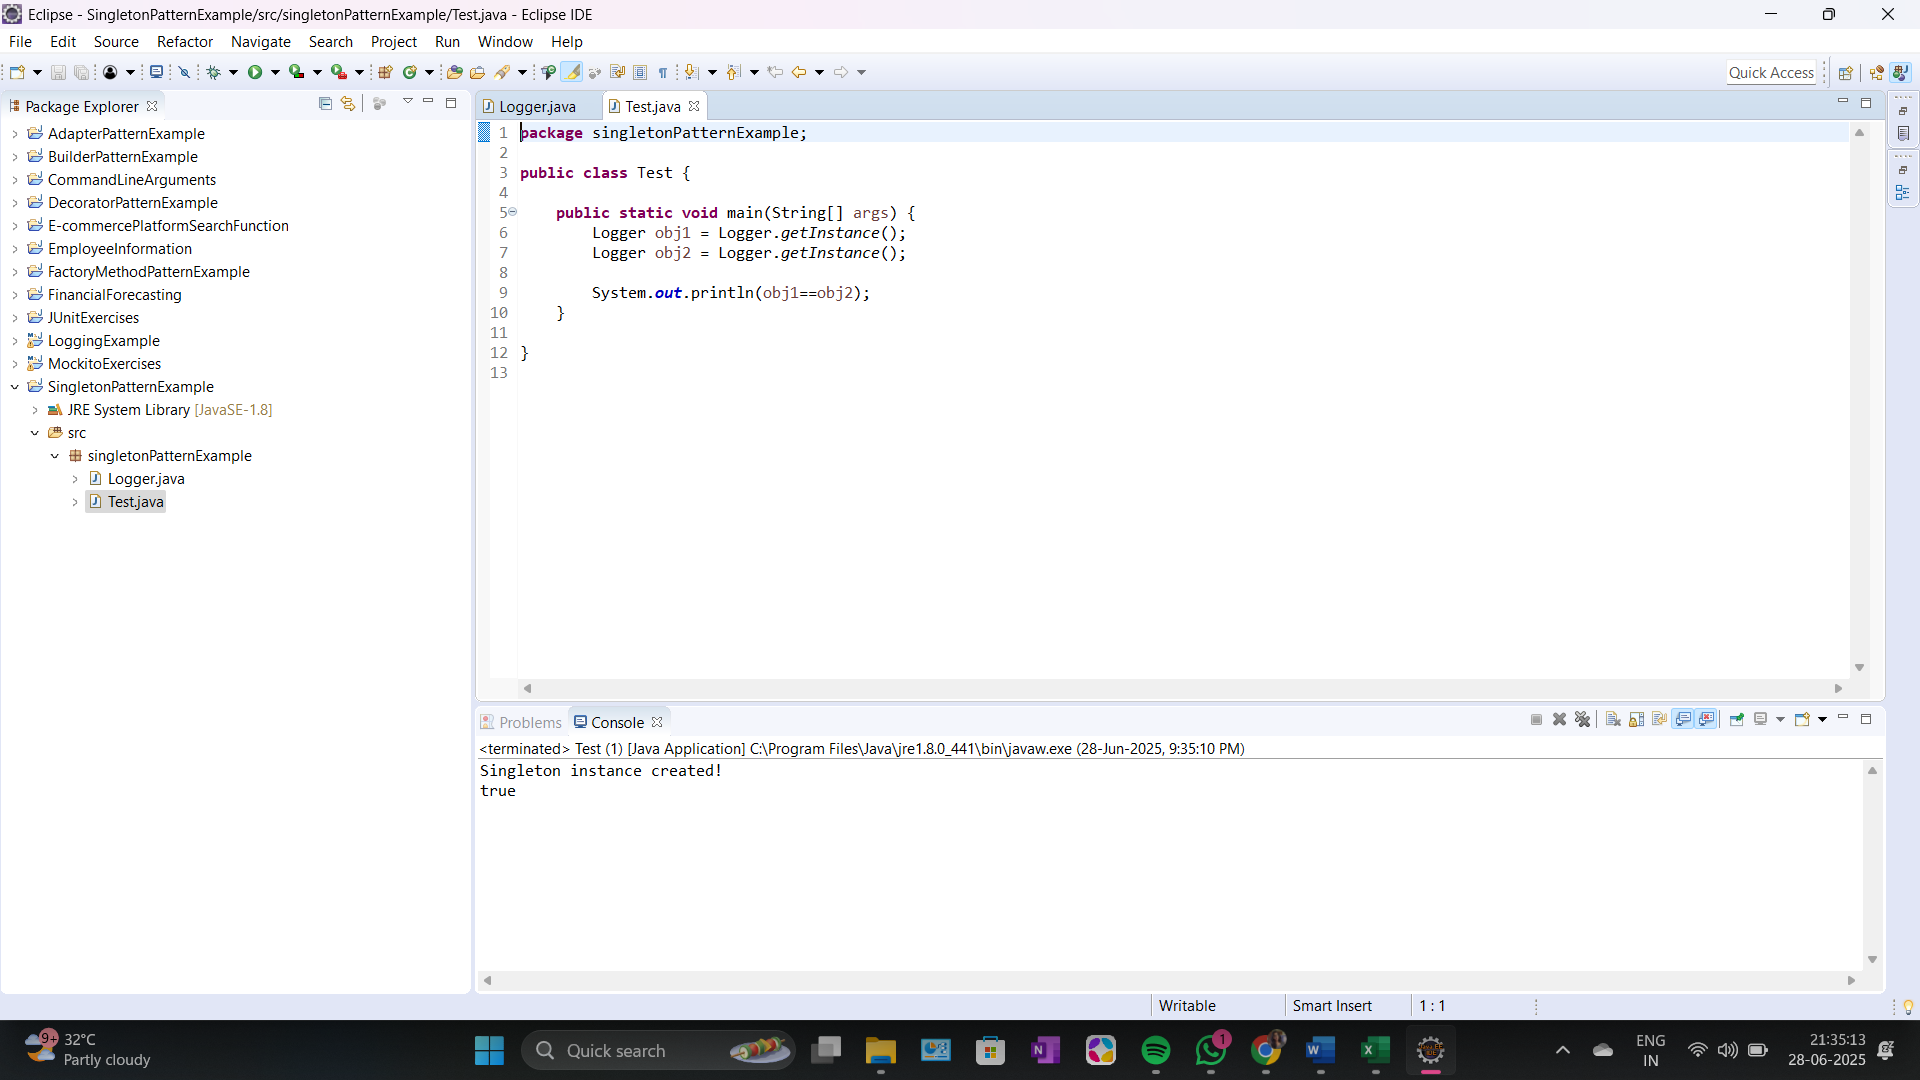 Eclipse - SingletonPatternExample/src/singletonPatternExample/Test.java - Eclipse IDE
File Edit Source Refactor Navigate Search Project Run Window Help
Quick Access
Package Explorer
AdapterPatternExample
BuilderPatternExample
CommandLineArguments
DecoratorPatternExample
E-commercePlatformSearchFunction
EmployeeInformation
FactoryMethodPatternExample
FinancialForecasting
JUnitExercises
LoggingExample
MockitoExercises
SingletonPatternExample
JRE System Library [JavaSE-1.8]
src
singletonPatternExample
Logger.java
Test.java
Logger.java Test.java
1 package singletonPatternExample;
2
3 public class Test {
4
5 public static void main(String[] args) {
6 Logger obj1 = Logger.getInstance();
7 Logger obj2 = Logger.getInstance();
8
9 System.out.println(obj1==obj2);
10 }
11
12 }
13
Problems Console
<terminated> Test (1) [Java Application] C:\Program Files\Java\jre1.8.0_441\bin\javaw.exe (28-Jun-2025, 9:35:10 PM)
Singleton instance created!
true
Writable Smart Insert 1 : 1
9+
32°C
Partly cloudy
Quick search
1
ENG
IN
21:35:13
28-06-2025